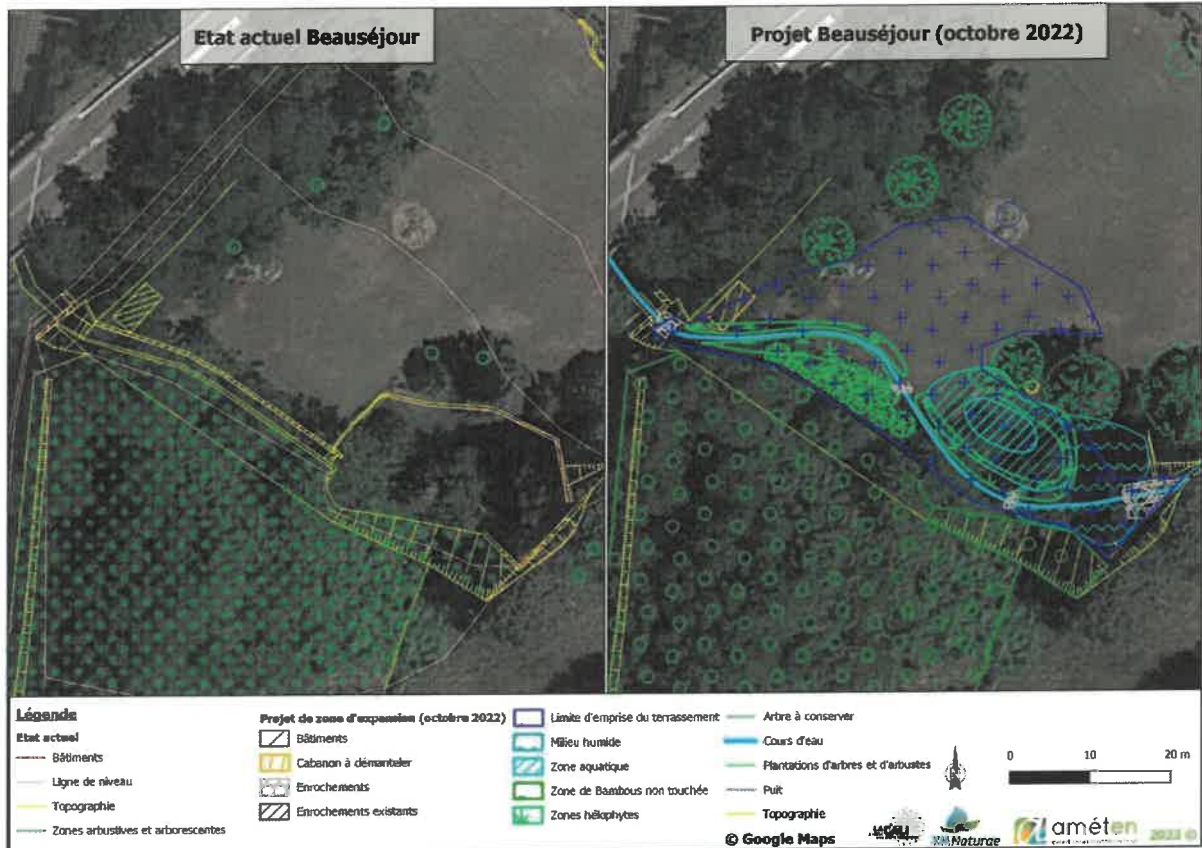 Etat actuel Beauséjour
Projet Beauséjour (octobre 2022)
Légende
Etat actuel
Bâtiments
Ligne de niveau
Topographie
Zones arbustives et arborescentes
Projet de zone d'expansion (octobre 2022)
Bâtiments
Cabanon à démanteler
Enrochements
Enrochements existants
Limite d'emprise du terrassement
Milieu humide
Zone aquatique
Zone de Bambous non touchée
Zones hélophytes
Arbre à conserver
Cours d'eau
Plantations d'arbres et d'arbustes
Puit
Topographie
© Google Maps
0 10 20 m
Naturae
améten